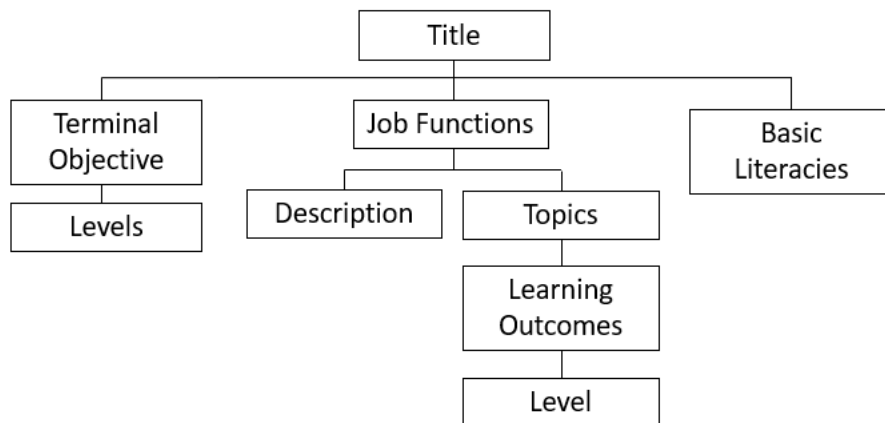 Title
Terminal
Objective
Job Functions
Basic
Literacies
Levels
Description
Topics
Learning
Outcomes
Level